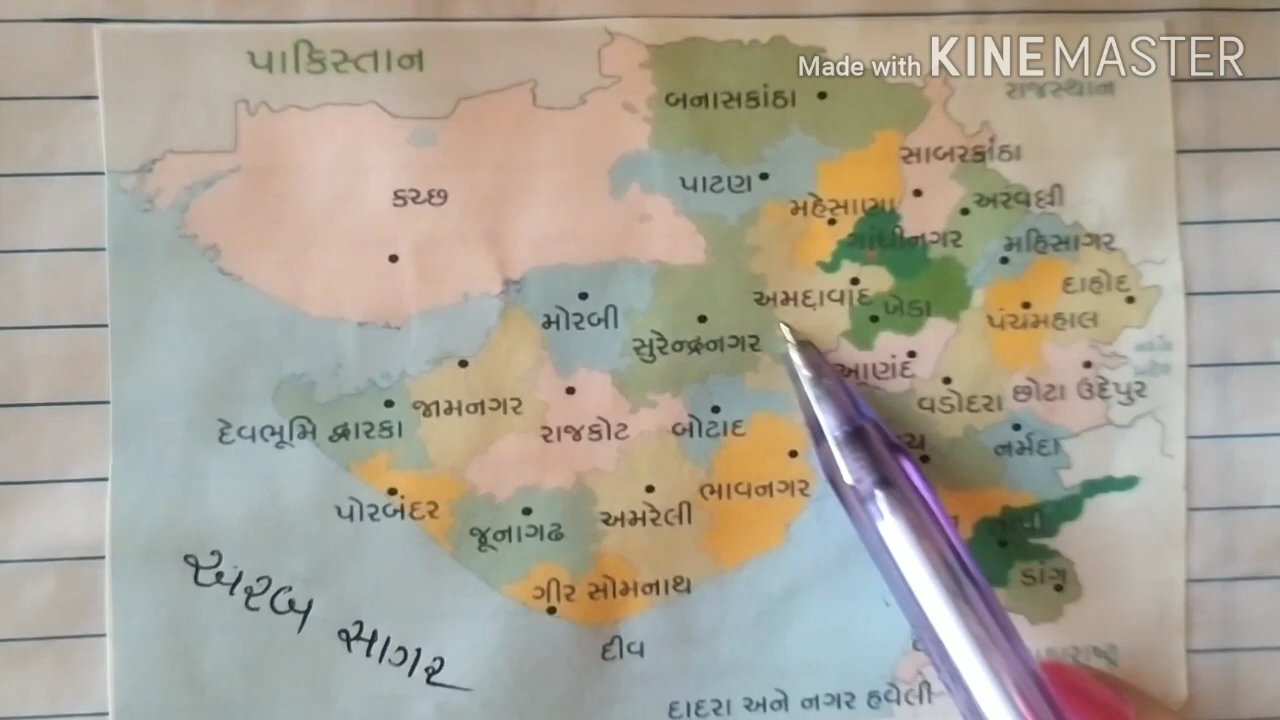 Made with KINEMASTER
પાકિસ્તાન
રાજસ્થાન
બનાસકાંઠા
સાબરકાંઠા
પાટણ
કચ્છ
મહેસાણા
અરવલ્લી
ગાંધીનગર
મહિસાગર
દાહોદ
અમદાવાદ
ખેડા
પંચમહાલ
મોરબી
સુરેન્દ્રનગર
આણંદ
વડોદરા
છોટા ઉદેપુર
જામનગર
દેવભૂમિ દ્વારકા
રાજકોટ
બોટાદ
નર્મદા
ભાવનગર
પોરબંદર
જૂનાગઢ
અમરેલી
ડાંગ
ગીર સોમનાથ
અરબ
સાગર
દીવ
દાદરા અને નગર હવેલી